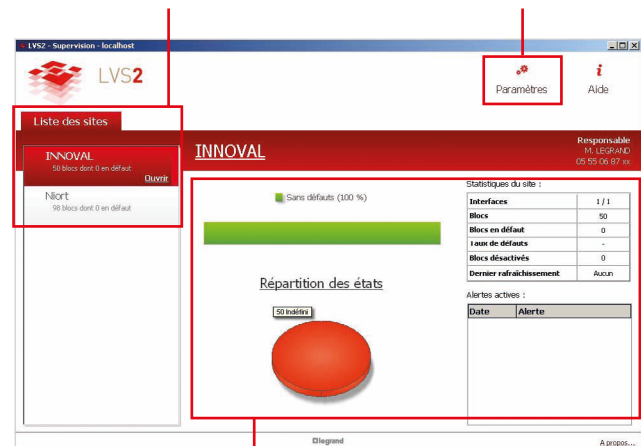 LVS2 - Supervision - localhost
LVS2
Paramètres
Aide
Liste des sites
INNOVAL
50 blocs dont 0 en défaut
Ouvrir
Niort
98 blocs dont 0 en défaut
INNOVAL
Responsable
M. LEGRAND
05 55 06 87 xx
Sans défauts (100 %)
Répartition des états
50 Indéfini
Statistiques du site :
Interfaces 1 / 1
Blocs 50
Blocs en défaut 0
Taux de défauts -
Blocs désactivés 0
Dernier rafraîchissement Aucun
Alertes actives :
Date Alerte
legrand
A propos...